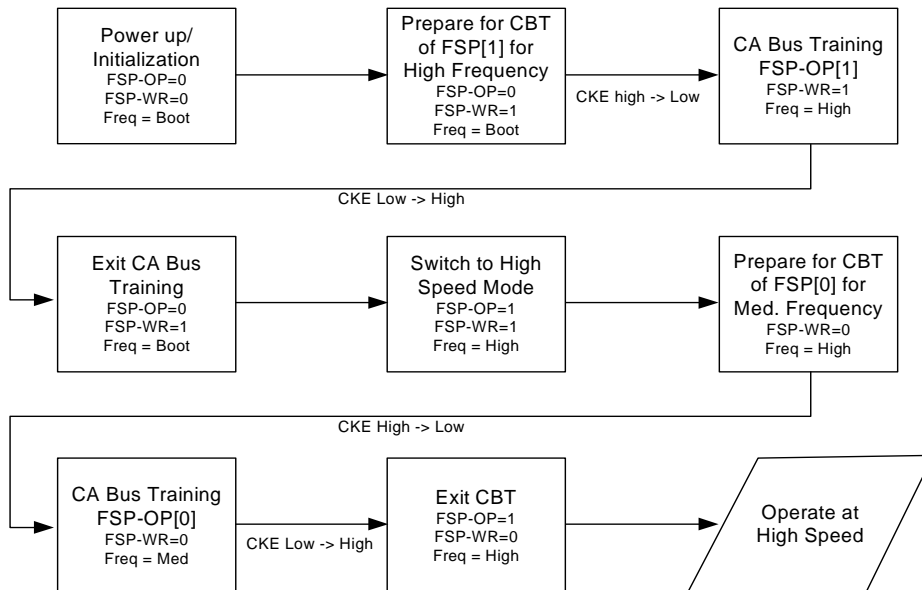 Power up/
Initialization
FSP-OP=0
FSP-WR=0
Freq = Boot
Prepare for CBT
of FSP[1] for
High Frequency
FSP-OP=0
FSP-WR=1
Freq = Boot
CKE high -> Low
CA Bus Training
FSP-OP[1]
FSP-WR=1
Freq = High
CKE Low -> High
Exit CA Bus
Training
FSP-OP=0
FSP-WR=1
Freq = Boot
Switch to High
Speed Mode
FSP-OP=1
FSP-WR=1
Freq = High
Prepare for CBT
of FSP[0] for
Med. Frequency
FSP-WR=0
Freq = High
CKE High -> Low
CA Bus Training
FSP-OP[0]
FSP-WR=0
Freq = Med
CKE Low -> High
Exit CBT
FSP-OP=1
FSP-WR=0
Freq = High
Operate at
High Speed